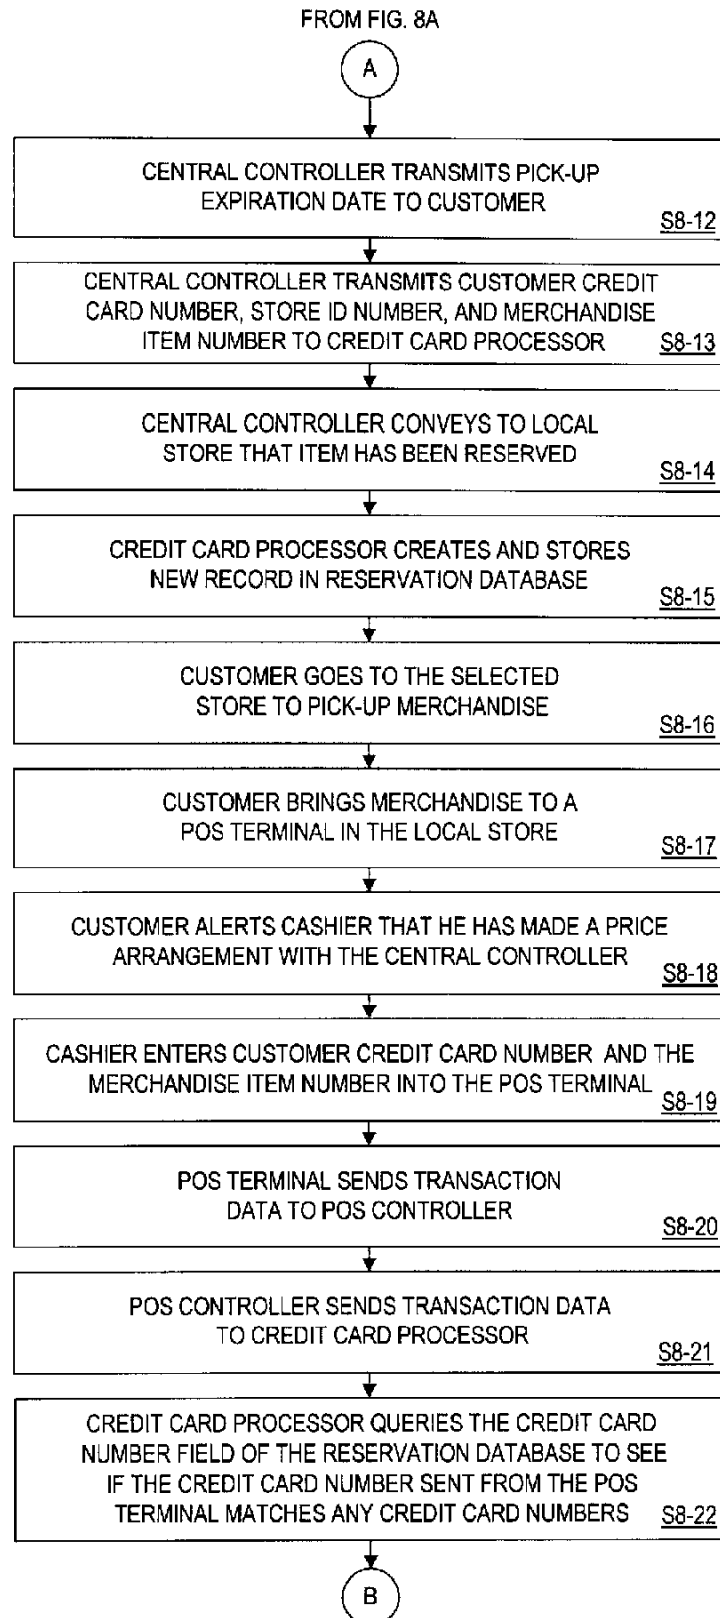 FROM FIG. 8A
A
CENTRAL CONTROLLER TRANSMITS PICK-UP
EXPIRATION DATE TO CUSTOMER
S8-12
CENTRAL CONTROLLER TRANSMITS CUSTOMER CREDIT
CARD NUMBER, STORE ID NUMBER, AND MERCHANDISE
ITEM NUMBER TO CREDIT CARD PROCESSOR
S8-13
CENTRAL CONTROLLER CONVEYS TO LOCAL
STORE THAT ITEM HAS BEEN RESERVED
S8-14
CREDIT CARD PROCESSOR CREATES AND STORES
NEW RECORD IN RESERVATION DATABASE
S8-15
CUSTOMER GOES TO THE SELECTED
STORE TO PICK-UP MERCHANDISE
S8-16
CUSTOMER BRINGS MERCHANDISE TO A
POS TERMINAL IN THE LOCAL STORE
S8-17
CUSTOMER ALERTS CASHIER THAT HE HAS MADE A PRICE
ARRANGEMENT WITH THE CENTRAL CONTROLLER
S8-18
CASHIER ENTERS CUSTOMER CREDIT CARD NUMBER AND THE
MERCHANDISE ITEM NUMBER INTO THE POS TERMINAL
S8-19
POS TERMINAL SENDS TRANSACTION
DATA TO POS CONTROLLER
S8-20
POS CONTROLLER SENDS TRANSACTION DATA
TO CREDIT CARD PROCESSOR
S8-21
CREDIT CARD PROCESSOR QUERIES THE CREDIT CARD
NUMBER FIELD OF THE RESERVATION DATABASE TO SEE
IF THE CREDIT CARD NUMBER SENT FROM THE POS
TERMINAL MATCHES ANY CREDIT CARD NUMBERS
S8-22
B